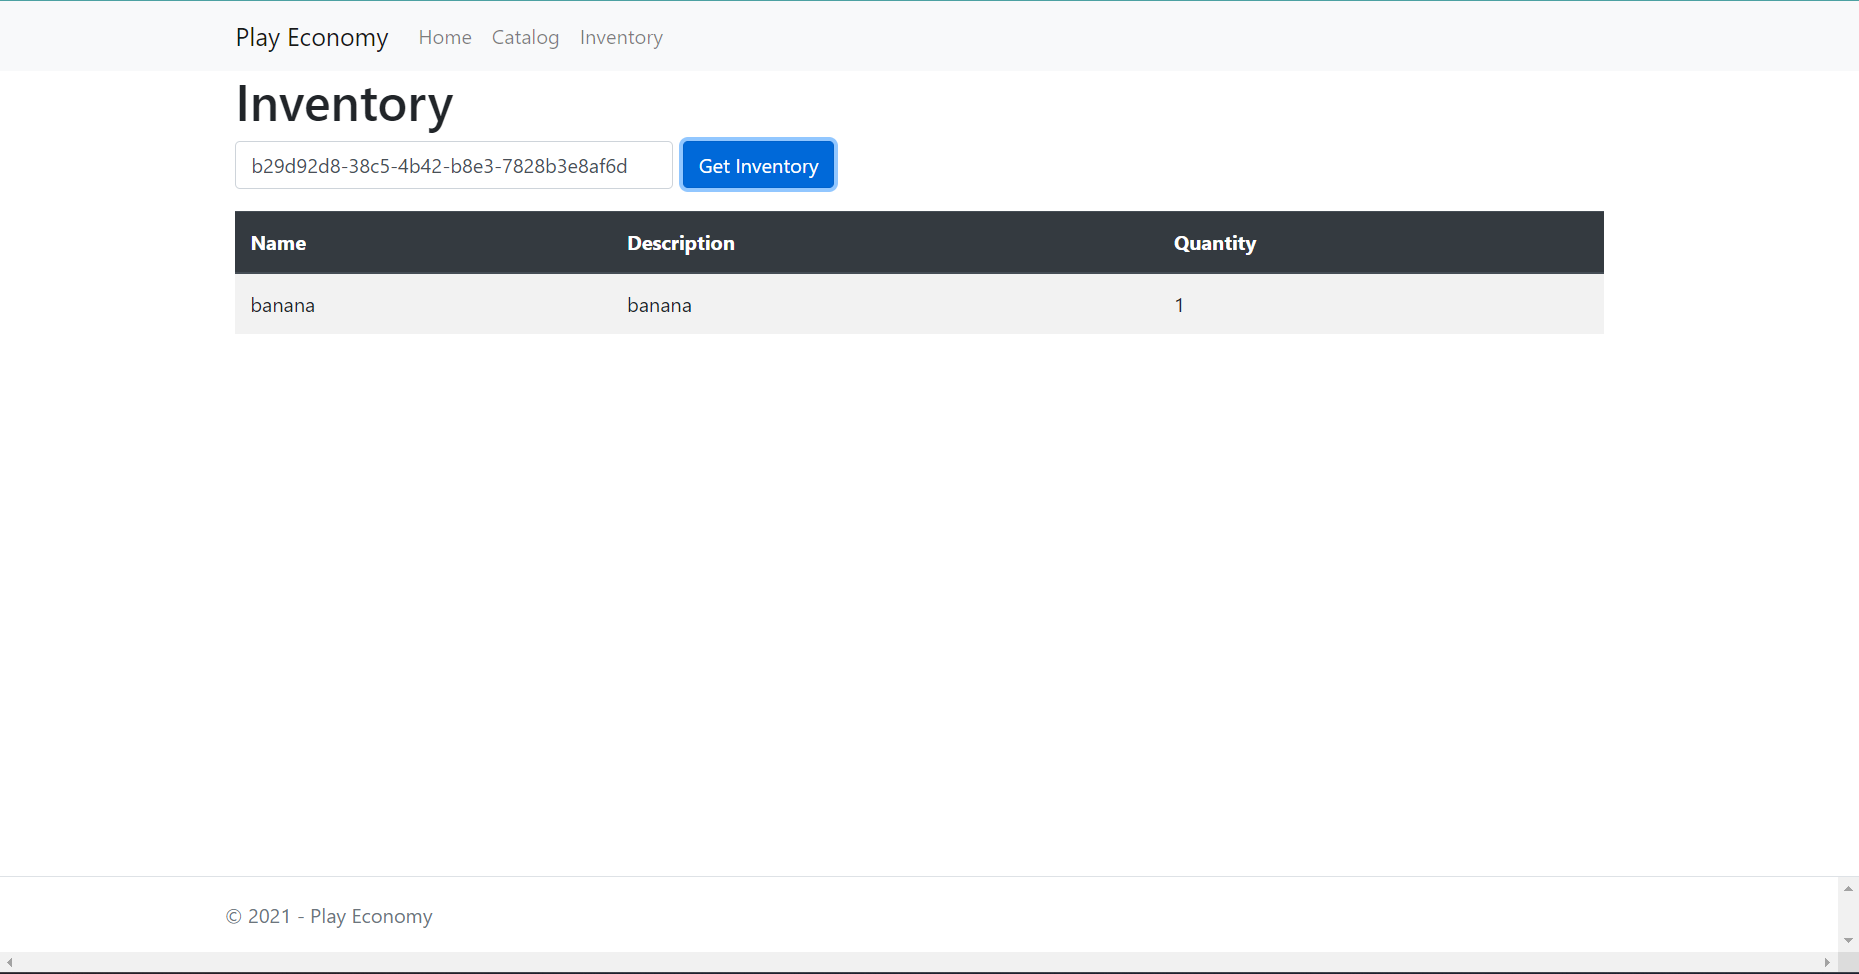 Play Economy Home Catalog Inventory
Inventory
b29d92d8-38c5-4b42-b8e3-7828b3e8af6d Get Inventory
Name Description Quantity
banana banana 1
© 2021 - Play Economy